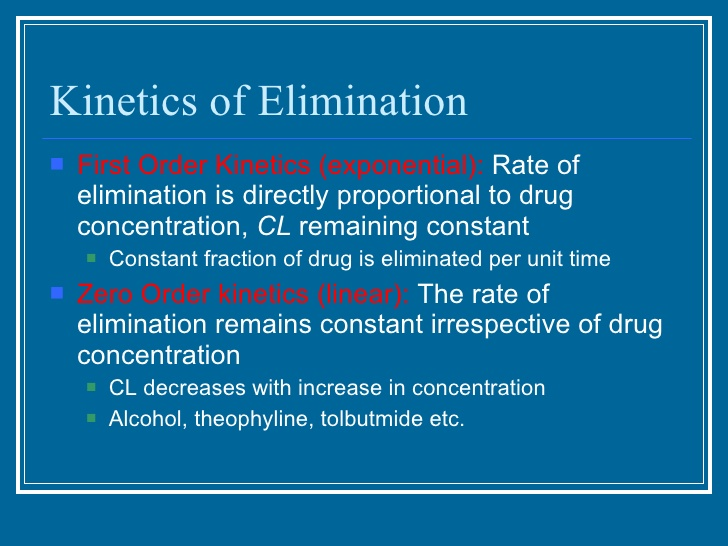 Kinetics of Elimination
First Order Kinetics (exponential): Rate of
elimination is directly proportional to drug
concentration, CL remaining constant
Constant fraction of drug is eliminated per unit time
Zero Order kinetics (linear): The rate of
elimination remains constant irrespective of drug
concentration
CL decreases with increase in concentration
Alcohol, theophyline, tolbutmide etc.